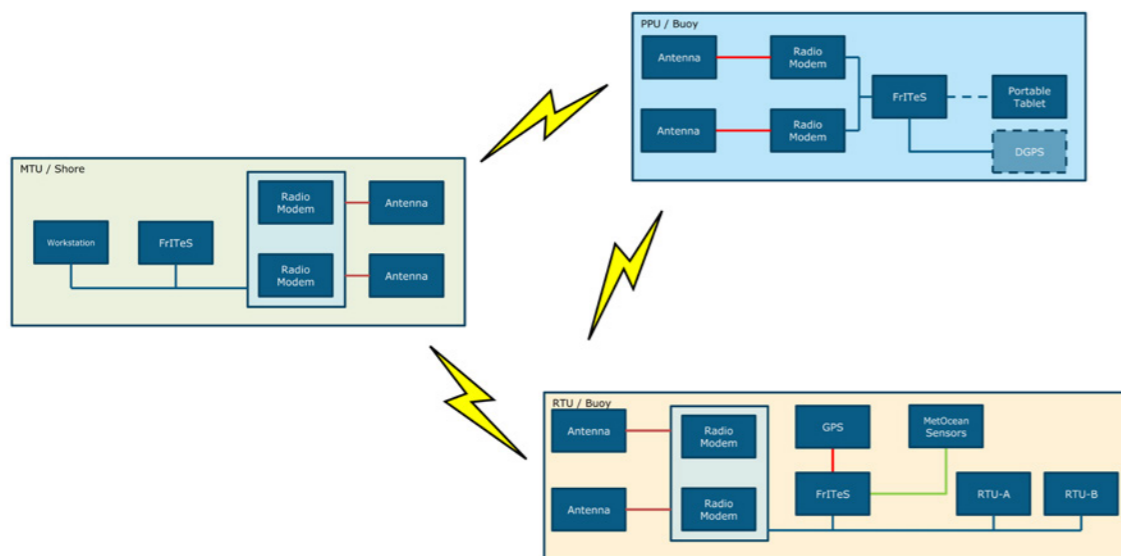 PPU / Buoy
Antenna
Radio
Modem
FrITeS
Portable
Tablet
Antenna
Radio
Modem
DGPS
MTU / Shore
Radio
Modem
Antenna
Workstation
FrITeS
Radio
Modem
Antenna
RTU / Buoy
Antenna
Radio
Modem
GPS
MetOcean
Sensors
Antenna
Radio
Modem
FrITeS
RTU-A
RTU-B